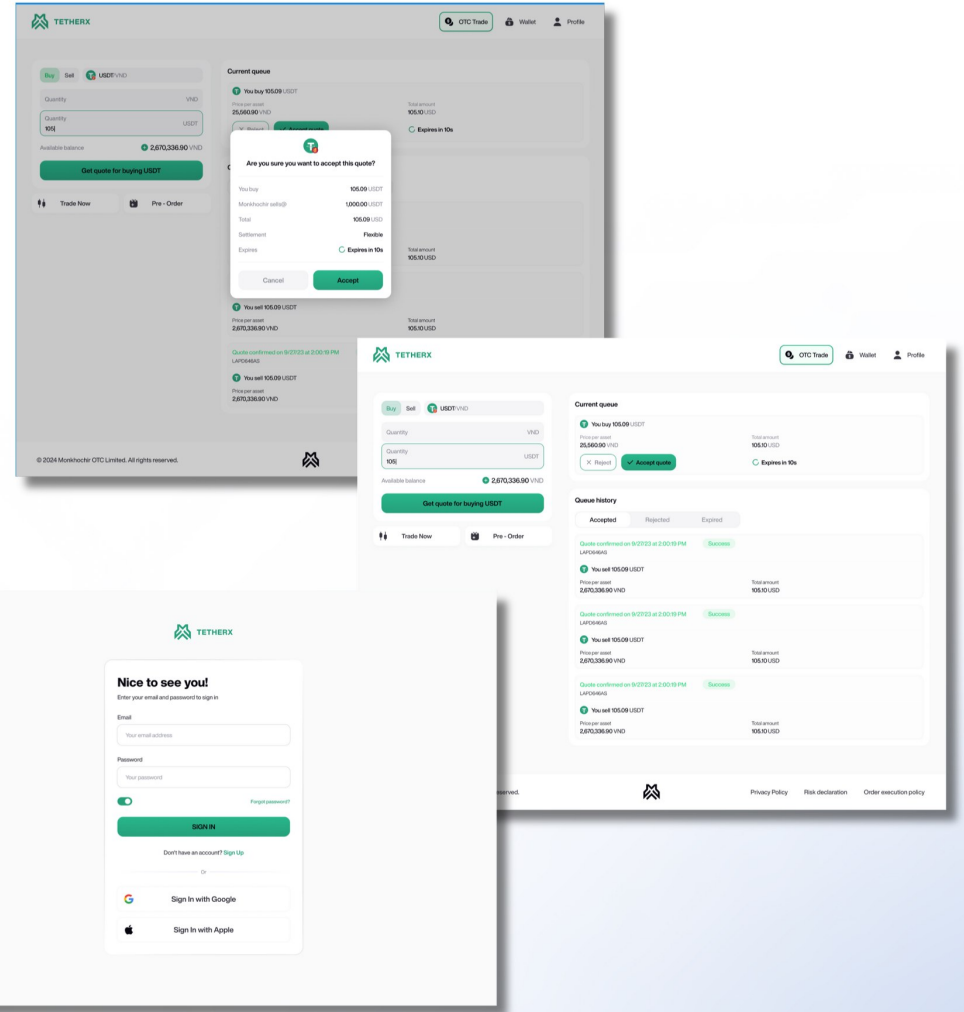 TETHERX
OTC Trade
Wallet
Profile
Buy
Sell
USDT/VND
Quantity
VND
Quantity
105
USDT
Available balance
2,670,336.90 VND
Get quote for buying USDT
Trade Now
Pre - Order
Current queue
You buy 105.09 USDT
Price per asset
25,560.90 VND
Total amount
105.10 USD
Reject
Accept quote
Expires in 10s
Are you sure you want to accept this quote?
You buy
105.09 USDT
Monkhochir sells@
1,000.00 USDT
Total
105.09 USD
Settlement
Flexible
Expires
Expires in 10s
Cancel
Accept
Total amount
105.10 USD
You sell 105.09 USDT
Price per asset
2,670,336.90 VND
Total amount
105.10 USD
Quote confirmed on 9/27/23 at 2:00:19 PM
LAPD646AS
You sell 105.09 USDT
Price per asset
2,670,336.90 VND
© 2024 Monkhochir OTC Limited. All rights reserved.
TETHERX
OTC Trade
Wallet
Profile
Buy
Sell
USDT/VND
Quantity
VND
Quantity
105
USDT
Available balance
2,670,336.90 VND
Get quote for buying USDT
Trade Now
Pre - Order
Current queue
You buy 105.09 USDT
Price per asset
25,560.90 VND
Total amount
105.10 USD
Reject
Accept quote
Expires in 10s
Queue history
Accepted
Rejected
Expired
Quote confirmed on 9/27/23 at 2:00:19 PM
Success
LAPD646AS
You sell 105.09 USDT
Price per asset
2,670,336.90 VND
Total amount
105.10 USD
Quote confirmed on 9/27/23 at 2:00:19 PM
Success
LAPD646AS
You sell 105.09 USDT
Price per asset
2,670,336.90 VND
Total amount
105.10 USD
Quote confirmed on 9/27/23 at 2:00:19 PM
Success
LAPD646AS
You sell 105.09 USDT
Price per asset
2,670,336.90 VND
Total amount
105.10 USD
Privacy Policy
Risk declaration
Order execution policy
TETHERX
Nice to see you!
Enter your email and password to sign in
Email
Your email address
Password
Your password
Forgot password?
SIGN IN
Don't have an account? Sign Up
Or
Sign In with Google
Sign In with Apple